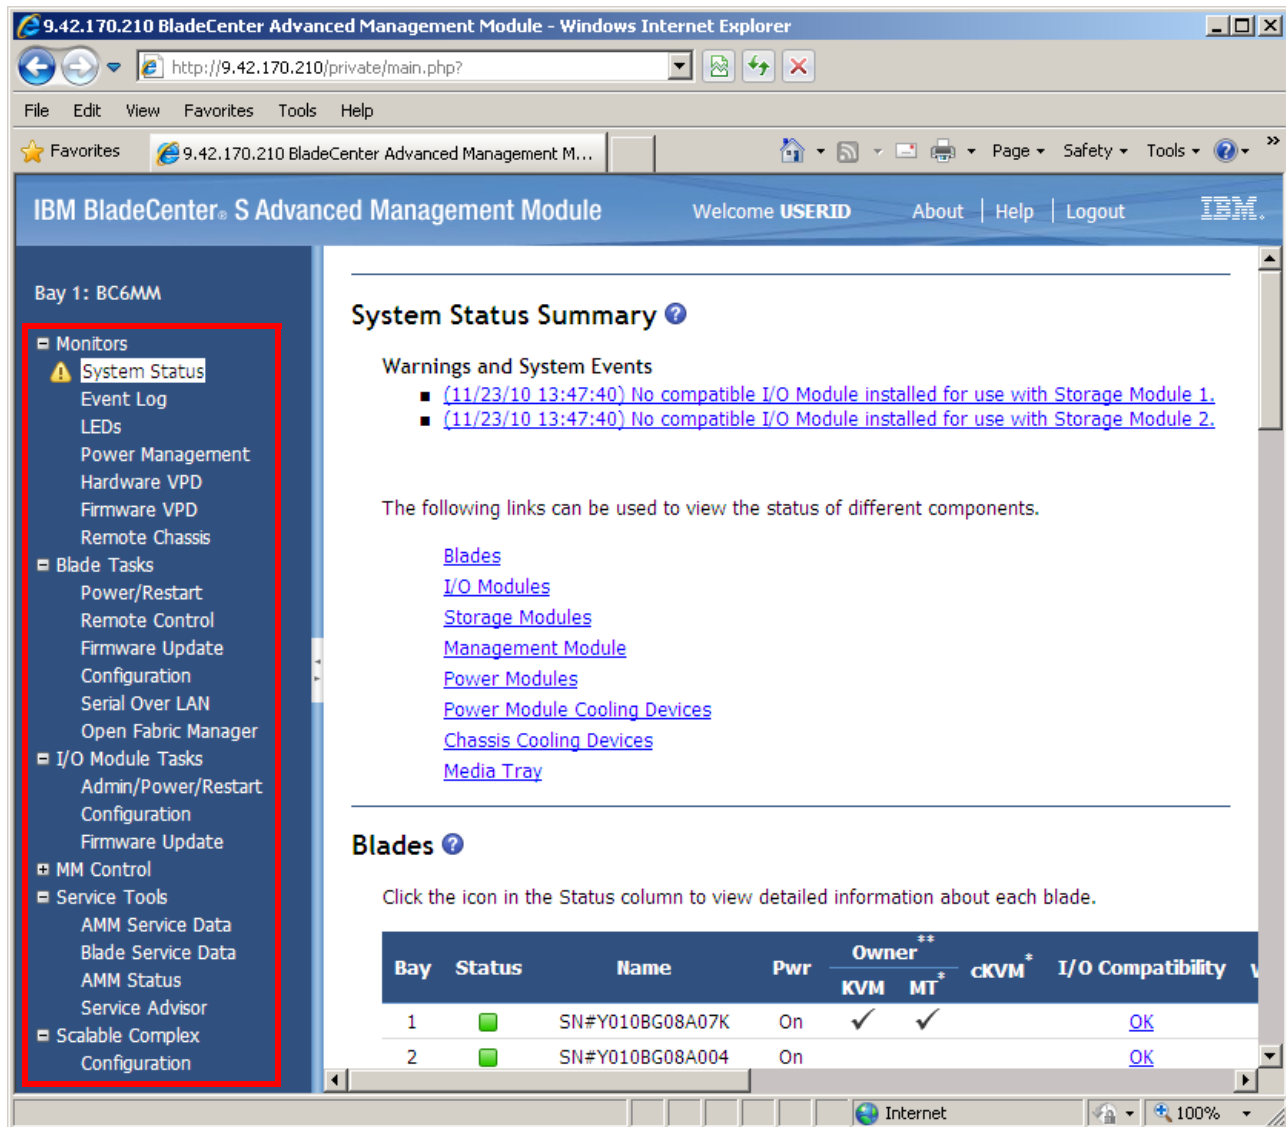 9.42.170.210 BladeCenter Advanced Management Module - Windows Internet Explorer
http://9.42.170.210/private/main.php?
File Edit View Favorites Tools Help
Favorites 9.42.170.210 BladeCenter Advanced Management M... Page Safety Tools »
IBM BladeCenter® S Advanced Management Module Welcome USERID About | Help | Logout IBM.
Bay 1: BC6MM
Monitors
System Status
Event Log
LEDs
Power Management
Hardware VPD
Firmware VPD
Remote Chassis
Blade Tasks
Power/Restart
Remote Control
Firmware Update
Configuration
Serial Over LAN
Open Fabric Manager
I/O Module Tasks
Admin/Power/Restart
Configuration
Firmware Update
MM Control
Service Tools
AMM Service Data
Blade Service Data
AMM Status
Service Advisor
Scalable Complex
Configuration
System Status Summary ?
Warnings and System Events
(11/23/10 13:47:40) No compatible I/O Module installed for use with Storage Module 1.
(11/23/10 13:47:40) No compatible I/O Module installed for use with Storage Module 2.
The following links can be used to view the status of different components.
Blades
I/O Modules
Storage Modules
Management Module
Power Modules
Power Module Cooling Devices
Chassis Cooling Devices
Media Tray
Blades ?
Click the icon in the Status column to view detailed information about each blade.
Bay Status Name Pwr Owner** cKVM* I/O Compatibility
KVM MT*
1 SN#Y010BG08A07K On ✓ ✓ OK
2 SN#Y010BG08A004 On OK
Internet 100%